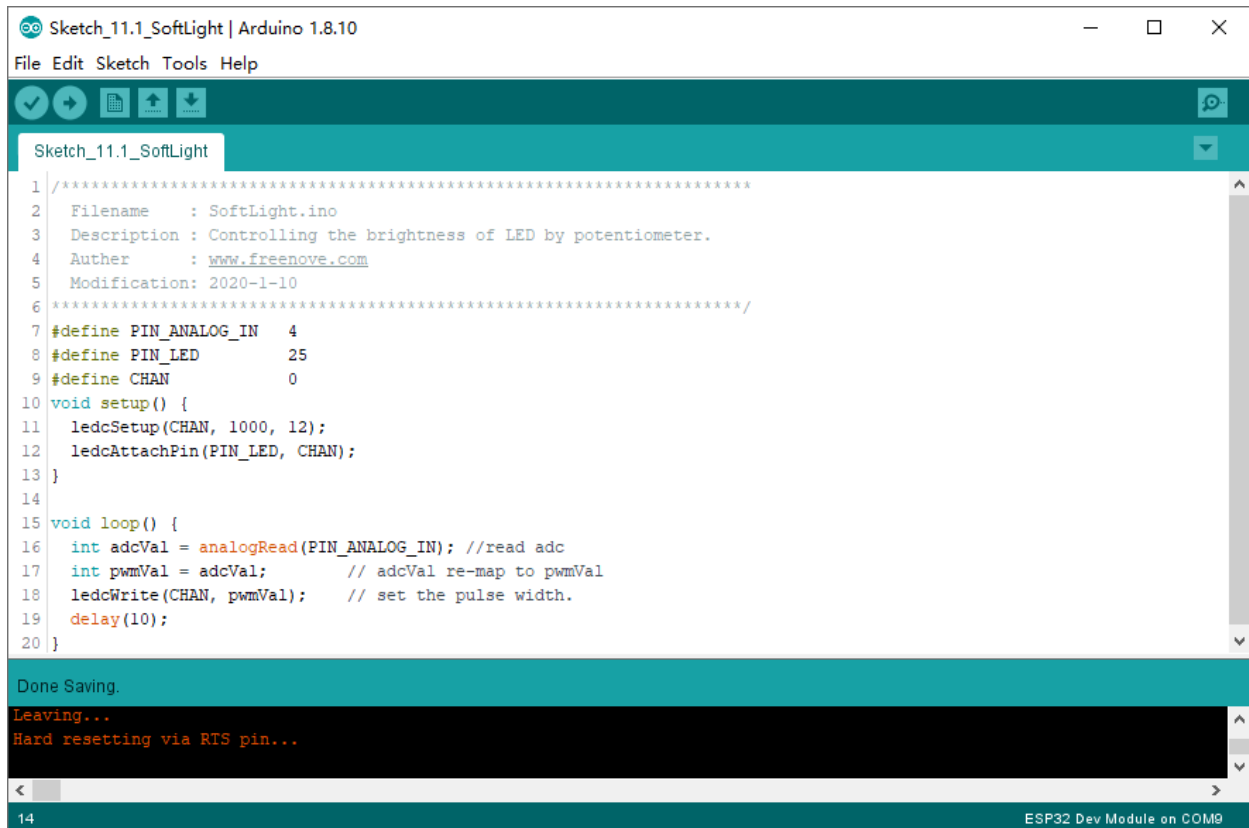 Sketch_11.1_SoftLight | Arduino 1.8.10
File Edit Sketch Tools Help
Sketch_11.1_SoftLight
1 /**********************************************************************
2   Filename    : SoftLight.ino
3   Description : Controlling the brightness of LED by potentiometer.
4   Auther      : www.freenove.com
5   Modification: 2020-1-10
6 **********************************************************************/
7 #define PIN_ANALOG_IN   4
8 #define PIN_LED         25
9 #define CHAN            0
10 void setup() {
11   ledcSetup(CHAN, 1000, 12);
12   ledcAttachPin(PIN_LED, CHAN);
13 }
14
15 void loop() {
16   int adcVal = analogRead(PIN_ANALOG_IN); //read adc
17   int pwmVal = adcVal;        // adcVal re-map to pwmVal
18   ledcWrite(CHAN, pwmVal);    // set the pulse width.
19   delay(10);
20 }
Done Saving.
Leaving...
Hard resetting via RTS pin...
14 ESP32 Dev Module on COM9